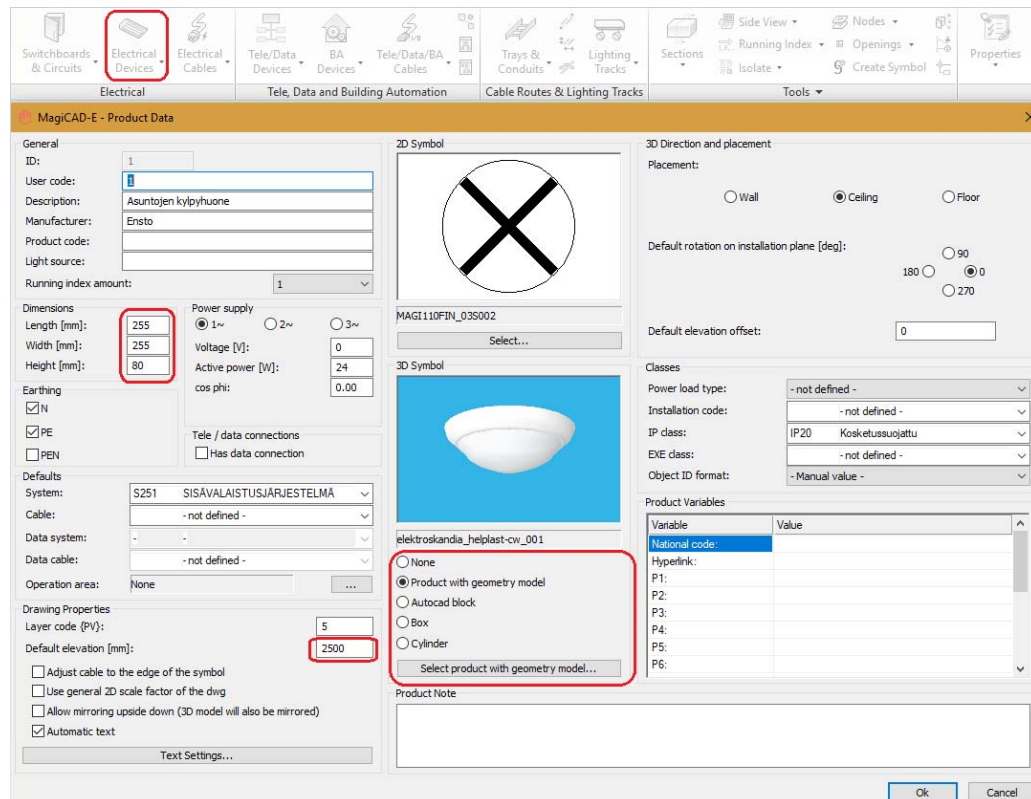 Switchboards & Circuits
Electrical Devices
Electrical Cables
Tele/Data Devices
BA Devices
Tele/Data/BA Cables
Trays & Conduits
Lighting Tracks
Sections
Side View
Running Index
Isolate
Nodes
Openings
Create Symbol
Properties
Electrical
Tele, Data and Building Automation
Cable Routes & Lighting Tracks
Tools
MagiCAD-E - Product Data
General
ID: 1
User code: 1
Description: Asuntojen kylpyhuone
Manufacturer: Ensto
Product code:
Light source:
Running index amount: 1
Dimensions
Length [mm]: 255
Width [mm]: 255
Height [mm]: 80
Power supply
1~ 2~ 3~
Voltage [V]: 0
Active power [W]: 24
cos phi: 0.00
Earthing
N
PE
PEN
Tele / data connections
Has data connection
Defaults
System: S251 SISÄVALAISTUSJÄRJESTELMÄ
Cable: - not defined -
Data system: - -
Data cable: - not defined -
Operation area: None ...
Drawing Properties
Layer code {PV}: 5
Default elevation [mm]: 2500
Adjust cable to the edge of the symbol
Use general 2D scale factor of the dwg
Allow mirroring upside down (3D model will also be mirrored)
Automatic text
Text Settings...
2D Symbol
MAGI110FIN_03S002
Select...
3D Symbol
elektroskandia_helplast-cw_001
None
Product with geometry model
Autocad block
Box
Cylinder
Select product with geometry model...
3D Direction and placement
Placement:
Wall Ceiling Floor
Default rotation on installation plane [deg]:
90
180 0
270
Default elevation offset: 0
Classes
Power load type: - not defined -
Installation code: - not defined -
IP class: IP20 Kosketussuojattu
EXE class: - not defined -
Object ID format: - Manual value -
Product Variables
Variable Value
National code:
Hyperlink:
P1:
P2:
P3:
P4:
P5:
P6:
Product Note
Ok Cancel